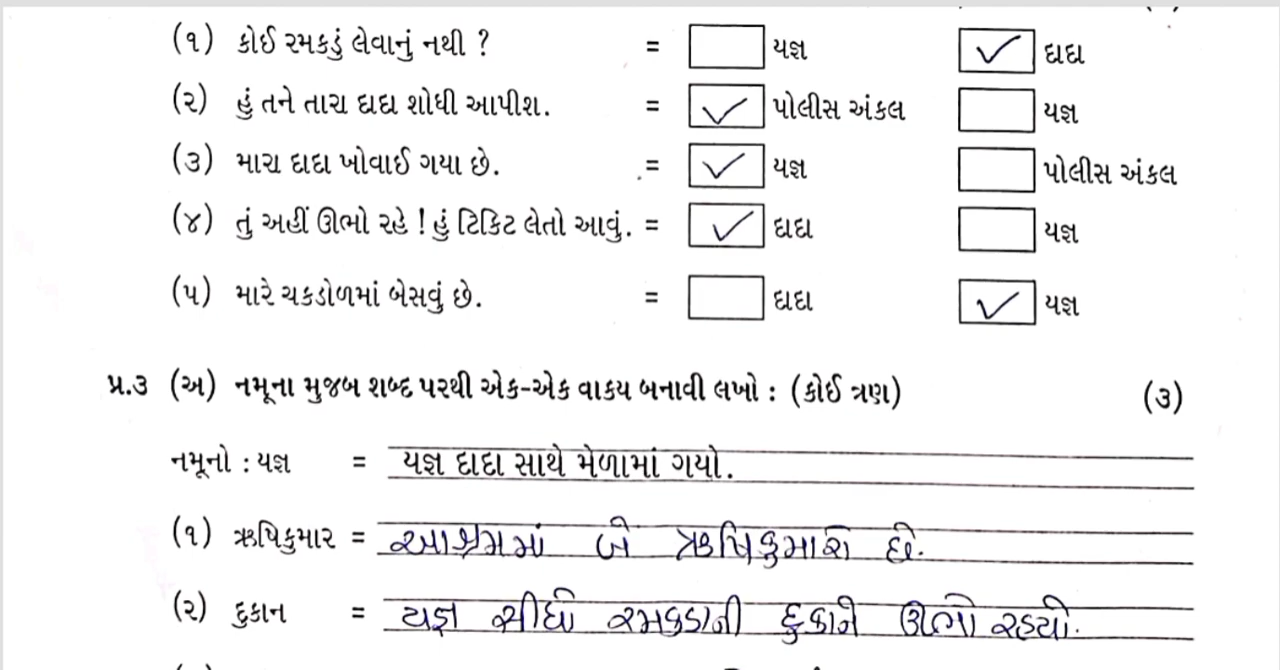 (૧) કોઈ રમકડું લેવાનું નથી ? = યજ્ઞ ✓ દાદા
(૨) હું તને તારા દાદા શોધી આપીશ. = ✓ પોલીસ અંકલ યજ્ઞ
(૩) મારા દાદા ખોવાઈ ગયા છે. = ✓ યજ્ઞ પોલીસ અંકલ
(૪) તું અહીં ઊભો રહે ! હું ટિકિટ લેતો આવું. = ✓ દાદા યજ્ઞ
(૫) મારે ચકડોળમાં બેસવું છે. = દાદા ✓ યજ્ઞ
પ્ર.૩ (અ) નમૂના મુજબ શબ્દ પરથી એક-એક વાકય બનાવી લખો : (કોઈ ત્રણ) (૩)
નમૂનો : યજ્ઞ = યજ્ઞ દાદા સાથે મેળામાં ગયો.
(૧) ઋષિકુમાર = આશ્રમમાં બે ઋષિકુમારો છે.
(૨) દુકાન = યજ્ઞ સીધો રમકડાની દુકાને ઊભો રહયો.